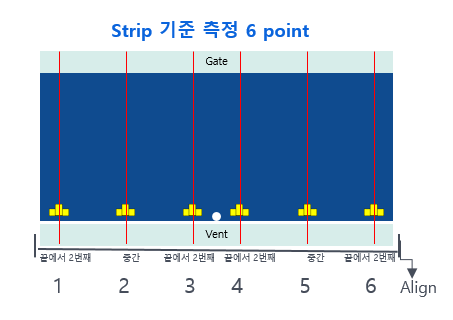 Strip 기준 측정 6 point
Gate
Vent
끝에서 2번째 중간 끝에서 2번째 끝에서 2번째 중간 끝에서 2번째
1 2 3 4 5 6 Align